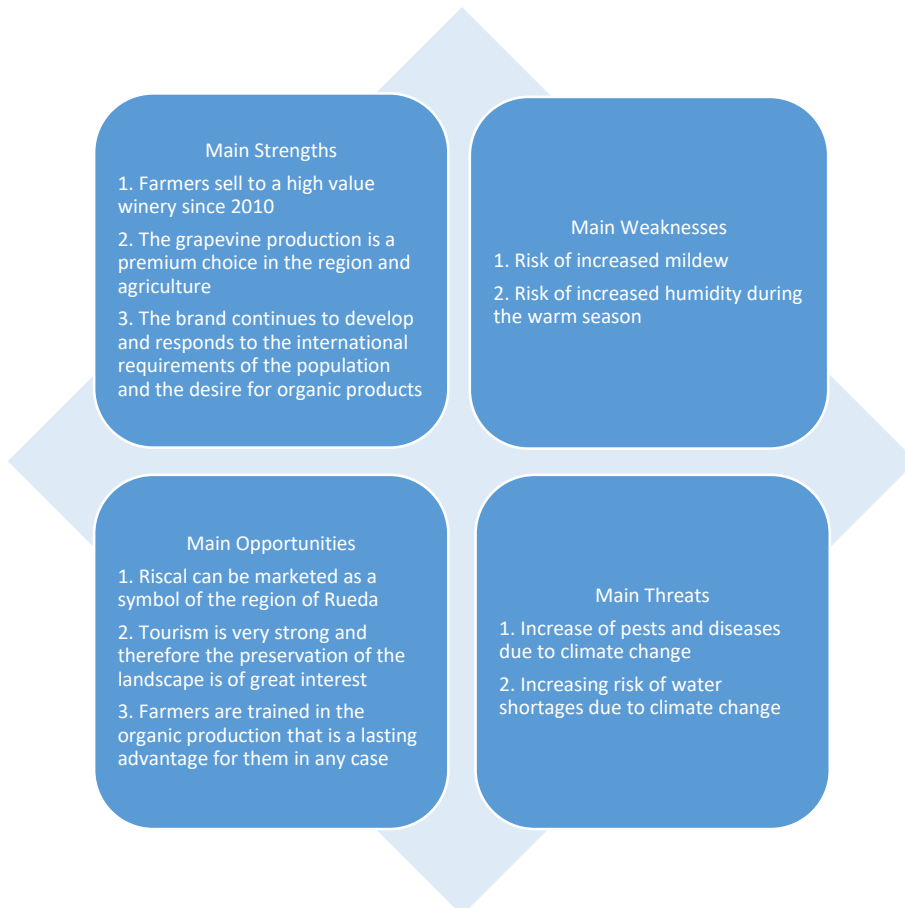 Main Strengths
1. Farmers sell to a high value
winery since 2010
2. The grapevine production is a
premium choice in the region and
agriculture
3. The brand continues to develop
and responds to the international
requirements of the population
and the desire for organic products
Main Weaknesses
1. Risk of increased mildew
2. Risk of increased humidity during
the warm season
Main Opportunities
1. Riscal can be marketed as a
symbol of the region of Rueda
2. Tourism is very strong and
therefore the preservation of the
landscape is of great interest
3. Farmers are trained in the
organic production that is a lasting
advantage for them in any case
Main Threats
1. Increase of pests and diseases
due to climate change
2. Increasing risk of water
shortages due to climate change